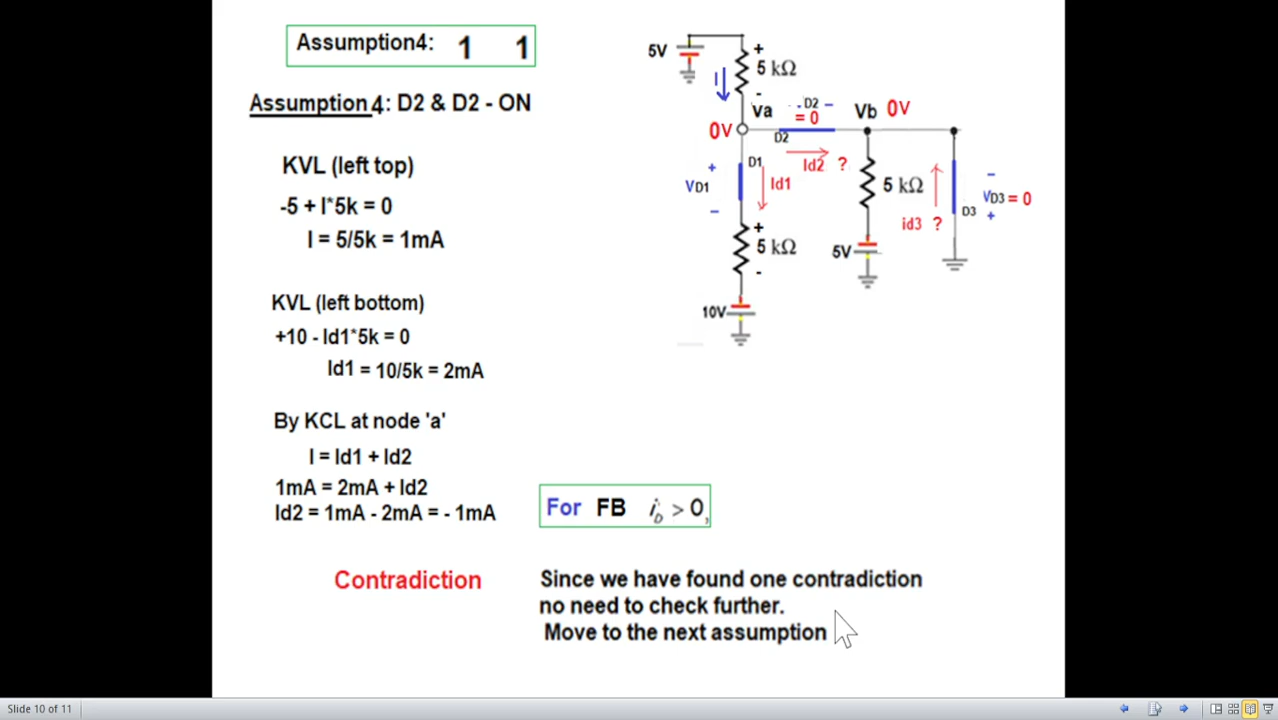 Assumption4: 1 1
Assumption 4: D2 & D2 - ON
KVL (left top)
-5 + I*5k = 0
I = 5/5k = 1mA
KVL (left bottom)
+10 - Id1*5k = 0
Id1 = 10/5k = 2mA
By KCL at node 'a'
I = Id1 + Id2
1mA = 2mA + Id2
Id2 = 1mA - 2mA = - 1mA
Contradiction
For FB iD > 0,
Since we have found one contradiction
no need to check further.
Move to the next assumption
5V
+
5 kΩ
-
I
Va
- D2 -
= 0
Vb 0V
0V
D2
Id2 ?
D1
+
VD1
-
Id1
5 kΩ
id3 ?
D3
-
VD3 = 0
+
+
5 kΩ
-
5V
10V
Slide 10 of 11